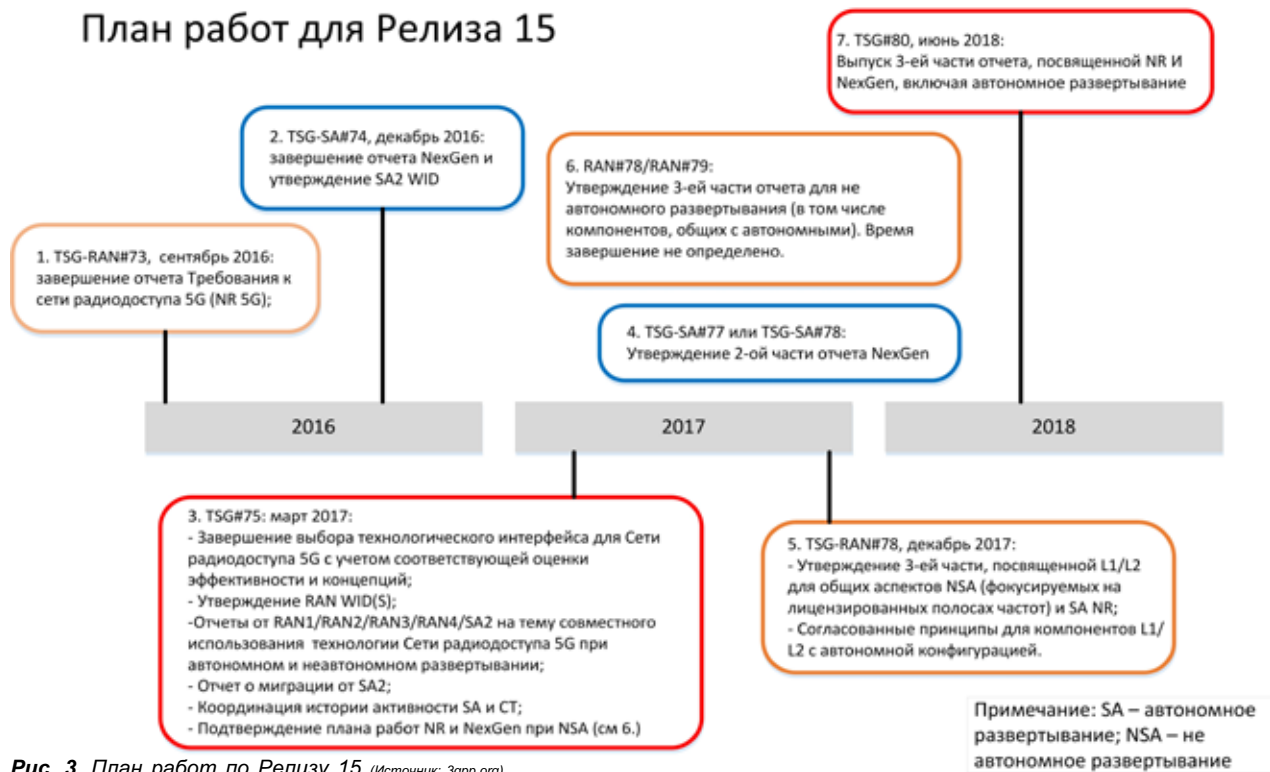 План работ для Релиза 15
7. TSG#80, июнь 2018:
Выпуск 3-ей части отчета, посвященной NR И
NexGen, включая автономное развертывание
2. TSG-SA#74, декабрь 2016:
завершение отчета NexGen и
утверждение SA2 WID
6. RAN#78/RAN#79:
Утверждение 3-ей части отчета для не
автономного развертывания (в том числе
компонентов, общих с автономными). Время
завершение не определено.
1. TSG-RAN#73, сентябрь 2016:
завершение отчета Требования к
сети радиодоступа 5G (NR 5G);
4. TSG-SA#77 или TSG-SA#78:
Утверждение 2-ой части отчета NexGen
2016
2017
2018
3. TSG#75: март 2017:
- Завершение выбора технологического интерфейса для Сети
радиодоступа 5G с учетом соответствующей оценки
эффективности и концепций;
- Утверждение RAN WID(S);
-Отчеты от RAN1/RAN2/RAN3/RAN4/SA2 на тему совместного
использования технологии Сети радиодоступа 5G при
автономном и неавтономном развертывании;
- Отчет о миграции от SA2;
- Координация истории активности SA и CT;
- Подтверждение плана работ NR и NexGen при NSA (см 6.)
5. TSG-RAN#78, декабрь 2017:
- Утверждение 3-ей части, посвященной L1/L2
для общих аспектов NSA (фокусируемых на
лицензированных полосах частот) и SA NR;
- Согласованные принципы для компонентов L1/
L2 с автономной конфигурацией.
Примечание: SA – автономное
развертывание; NSA – не
автономное развертывание
Рис. 3. План работ по Релизу 15 (Источник: 3gpp.org)